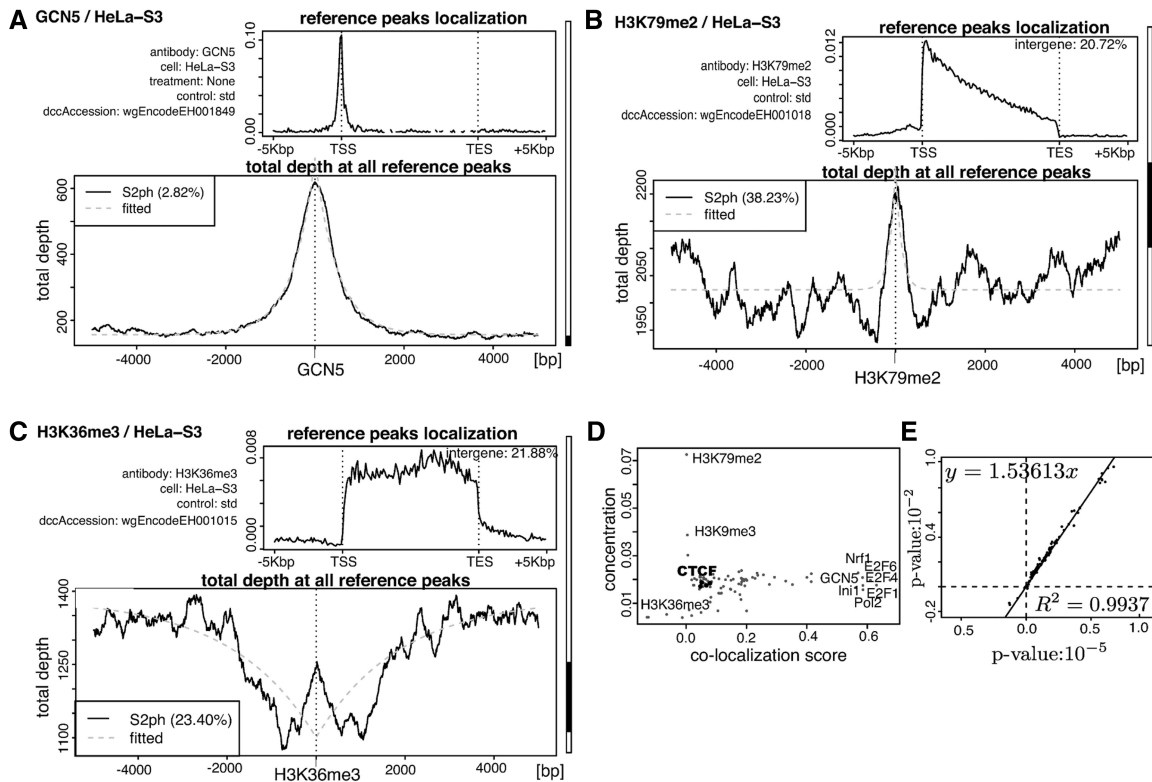 A GCN5 / HeLa–S3
reference peaks localization
antibody: GCN5
cell: HeLa–S3
treatment: None
control: std
dccAccession: wgEncodeEH001849
0.10
0.00
-5Kbp TSS TES +5Kbp
total depth at all reference peaks
S2ph (2.82%)
fitted
total depth
600
400
200
-4000 -2000 2000 4000 [bp]
GCN5
B H3K79me2 / HeLa–S3
reference peaks localization
intergene: 20.72%
antibody: H3K79me2
cell: HeLa–S3
control: std
dccAccession: wgEncodeEH001018
0.012
0.000
-5Kbp TSS TES +5Kbp
total depth at all reference peaks
S2ph (38.23%)
fitted
total depth
2200
2050
1950
-4000 -2000 2000 4000 [bp]
H3K79me2
C H3K36me3 / HeLa–S3
reference peaks localization
intergene: 21.88%
antibody: H3K36me3
cell: HeLa–S3
control: std
dccAccession: wgEncodeEH001015
0.008
0.000
-5Kbp TSS TES +5Kbp
total depth at all reference peaks
total depth
1400
1250
1100
S2ph (23.40%)
fitted
-4000 -2000 2000 4000 [bp]
H3K36me3
D
concentration
0.07
0.05
0.03
0.01
H3K79me2
H3K9me3
CTCF
Nrf1
E2F6
GCN5 E2F4
Ini1 E2F1
Pol2
H3K36me3
0.0 0.2 0.4 0.6
co-localization score
E
y = 1.53613x
p-value:10⁻²
1.0
0.4
-0.2
R² = 0.9937
0.5 0.0 0.5 1.0
p-value:10⁻⁵